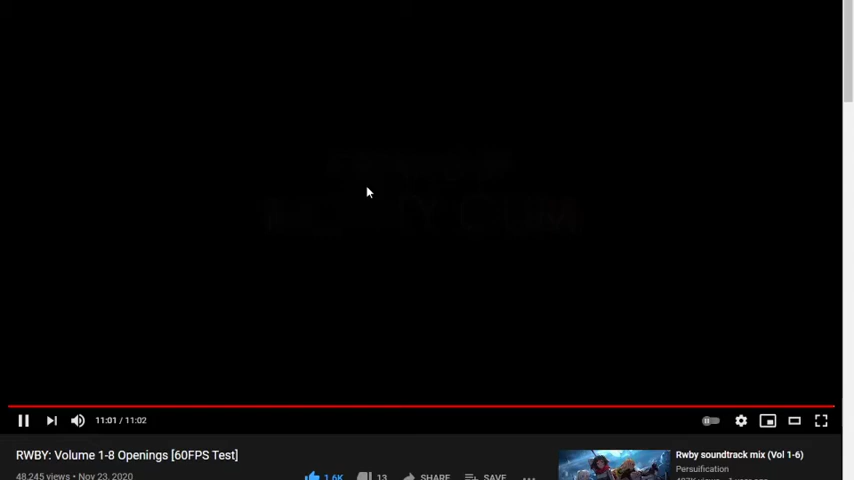 11:01 / 11:02
RWBY: Volume 1-8 Openings [60FPS Test]
48,245 views • Nov 23, 2020
1.6K
13
SHARE
SAVE
Rwby soundtrack mix (Vol 1-6)
Persuification